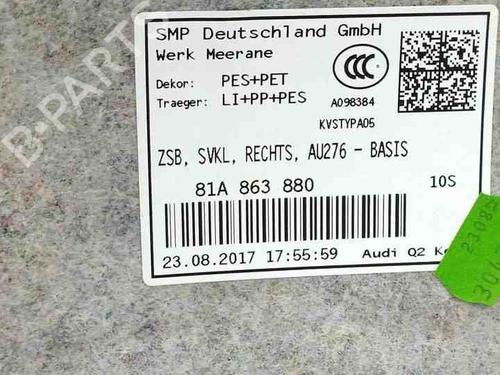 SMP Deutschland GmbH
Werk Meerane
Dekor: PES+PET
Traeger: LI+PP+PES
CCC
A098384
KVSTYPA05
ZSB, SVKL, RECHTS, AU276 - BASIS
81A 863 880 10S
23.08.2017 17:55:59 Audi Q2
B-PARTS